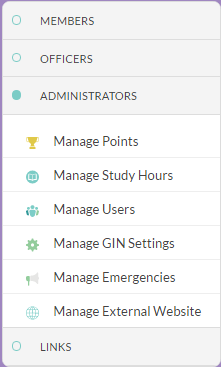 MEMBERS
OFFICERS
ADMINISTRATORS
Manage Points
Manage Study Hours
Manage Users
Manage GIN Settings
Manage Emergencies
Manage External Website
LINKS